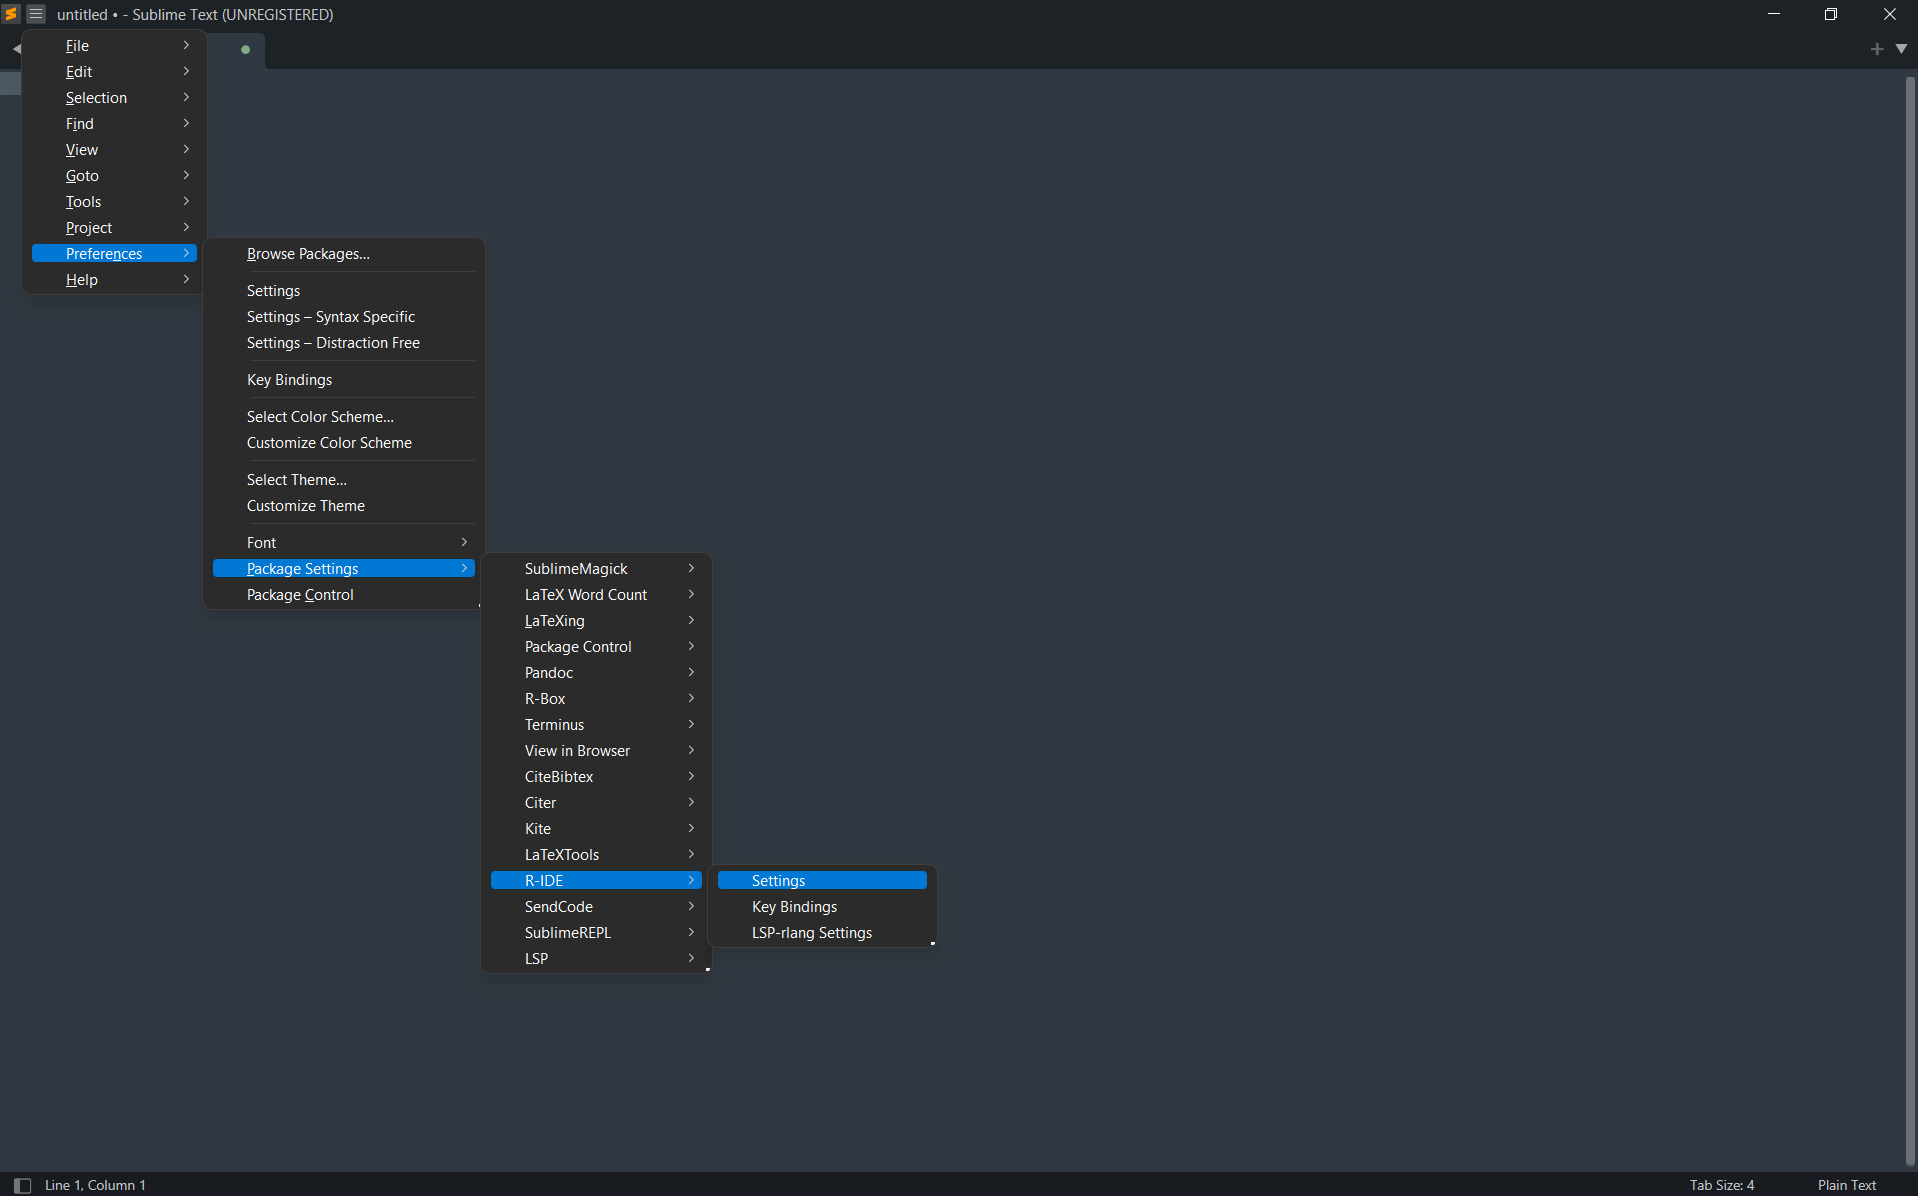 untitled • - Sublime Text (UNREGISTERED)
File
Edit
Selection
Find
View
Goto
Tools
Project
Preferences
Help
Browse Packages...
Settings
Settings – Syntax Specific
Settings – Distraction Free
Key Bindings
Select Color Scheme...
Customize Color Scheme
Select Theme...
Customize Theme
Font
Package Settings
Package Control
SublimeMagick
LaTeX Word Count
LaTeXing
Package Control
Pandoc
R-Box
Terminus
View in Browser
CiteBibtex
Citer
Kite
LaTeXTools
R-IDE
SendCode
SublimeREPL
LSP
Settings
Key Bindings
LSP-rlang Settings
Line 1, Column 1
Tab Size: 4
Plain Text